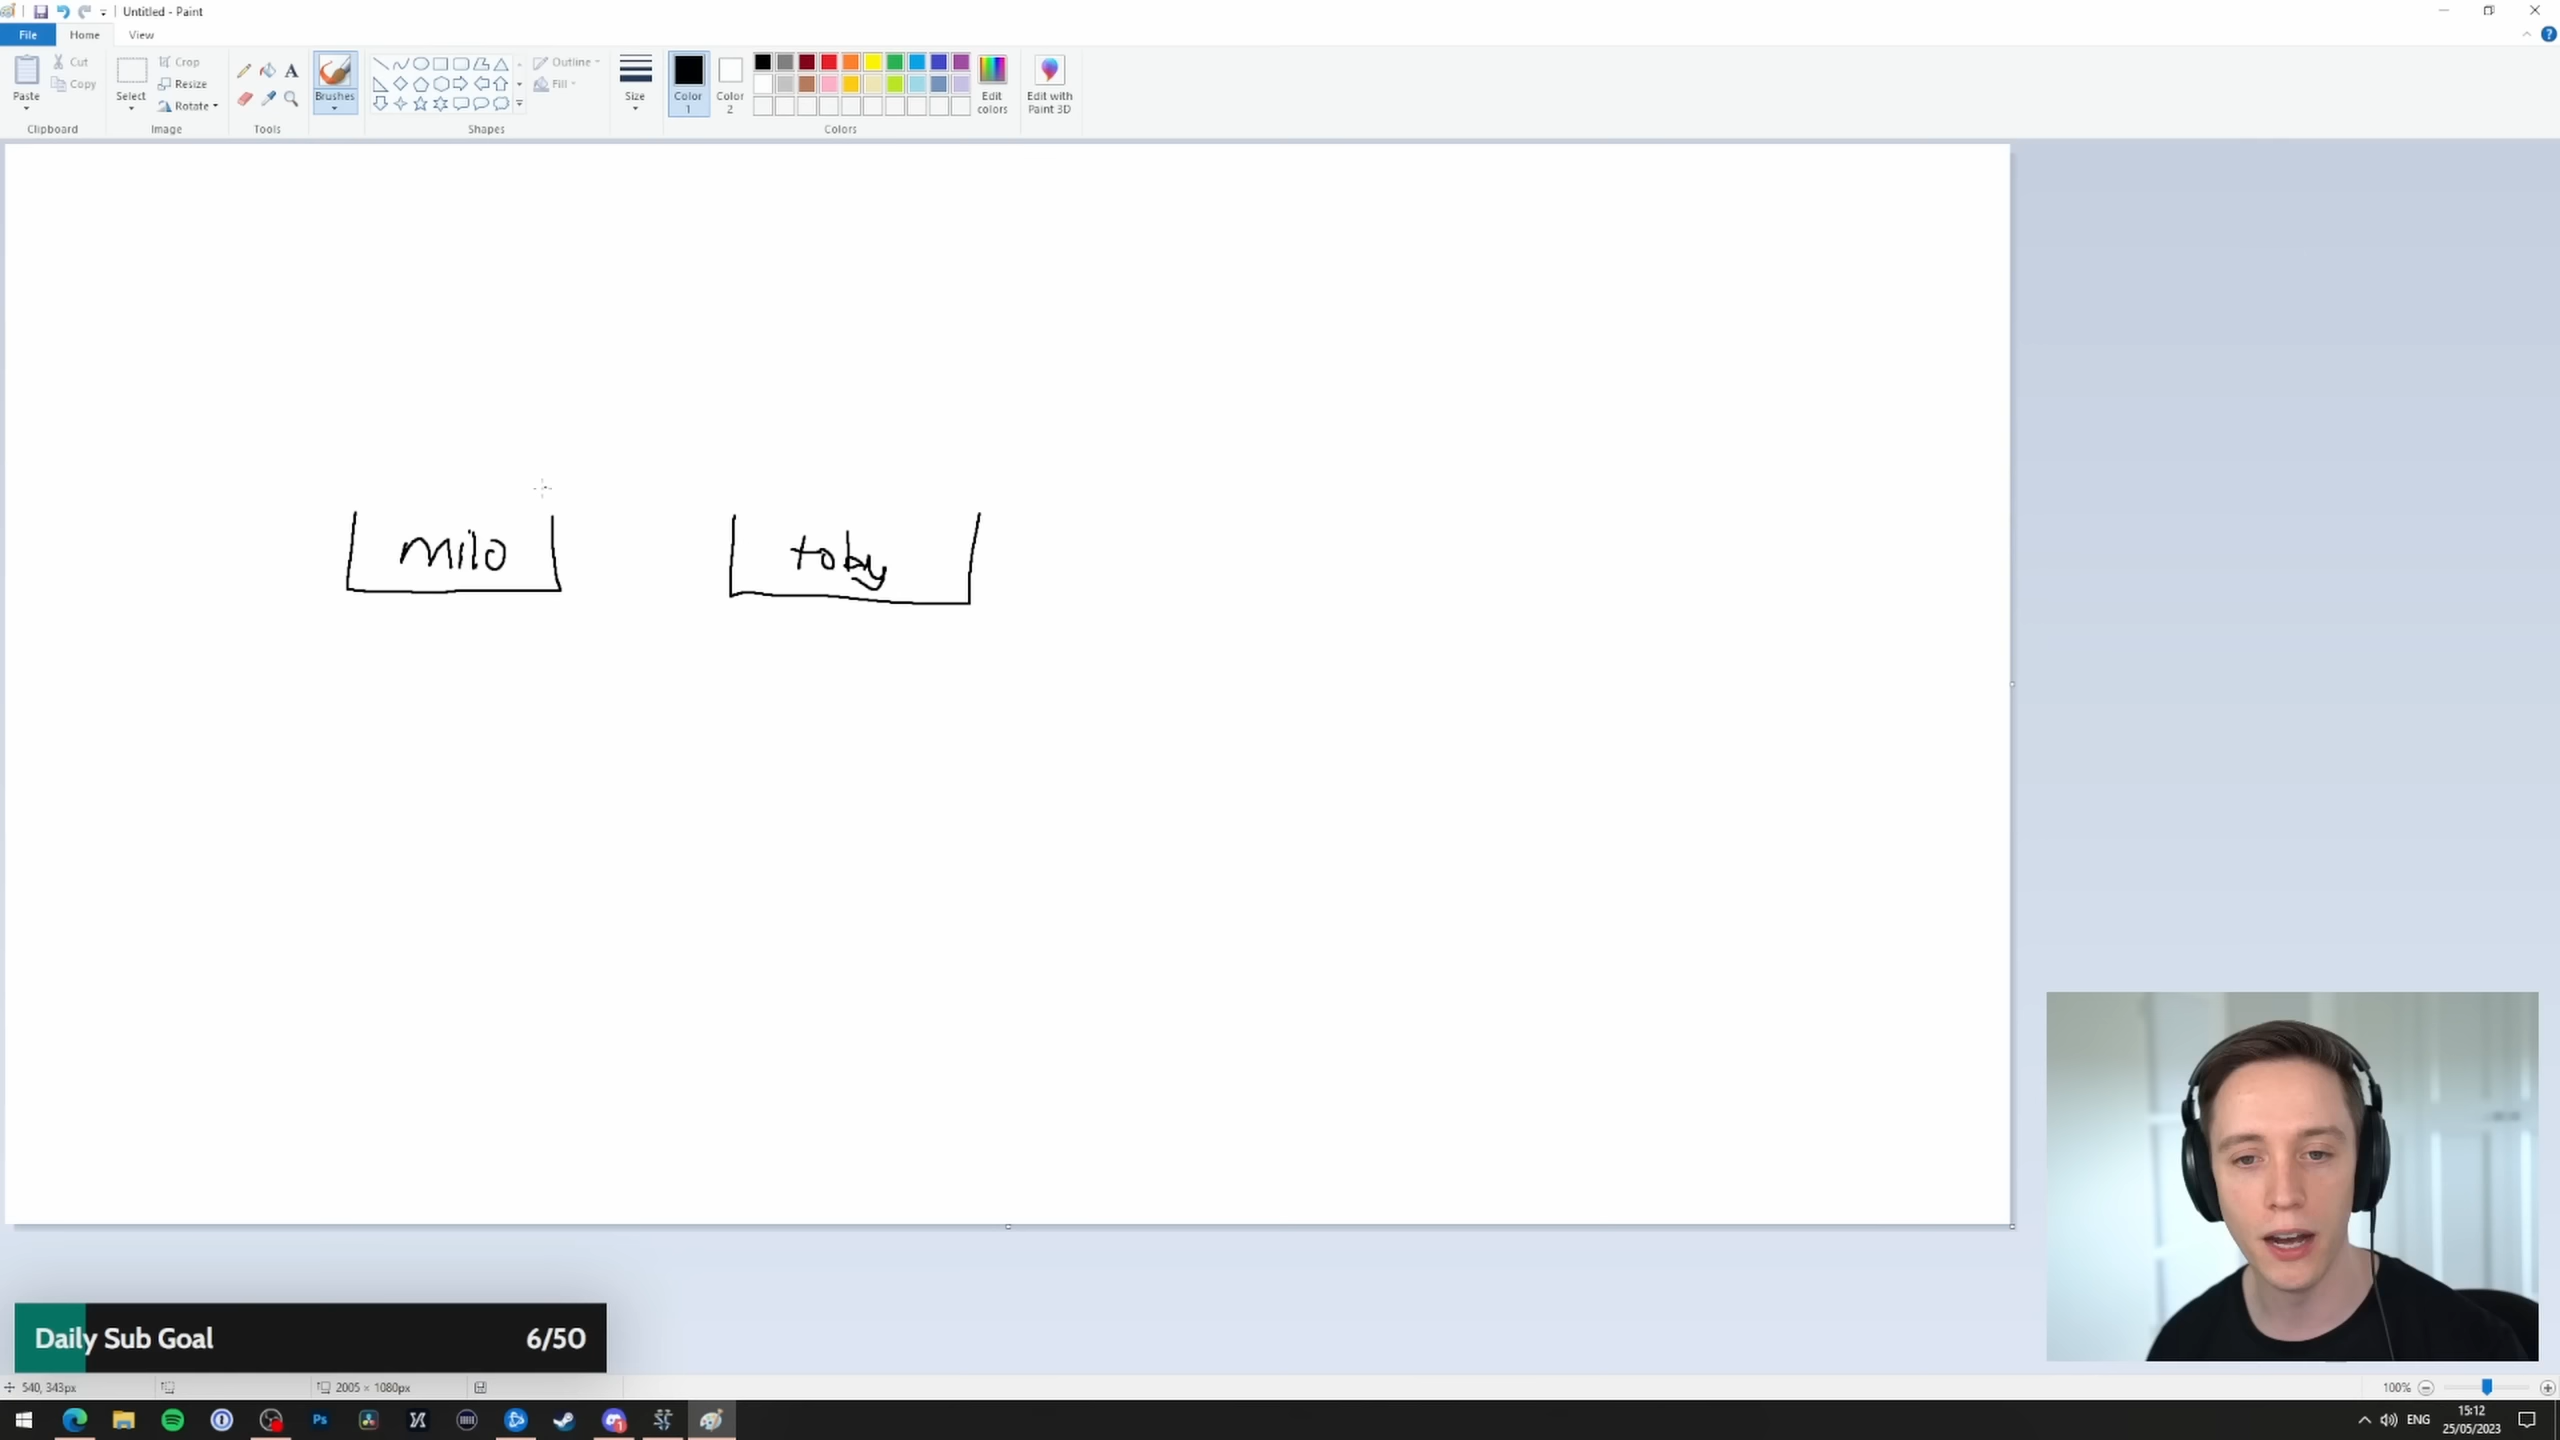 Untitled - Paint
File Home View
Paste
Cut
Copy
Clipboard
Select
Crop
Resize
Rotate
Image
Tools
Brushes
Shapes
Outline
Fill
Size
Color 1
Color 2
Edit colors
Colors
Edit with Paint 3D
milo toby
Daily Sub Goal 6/50
540, 343px 2005 × 1080px 100%
Ps 1 ENG 15:12
25/05/2023